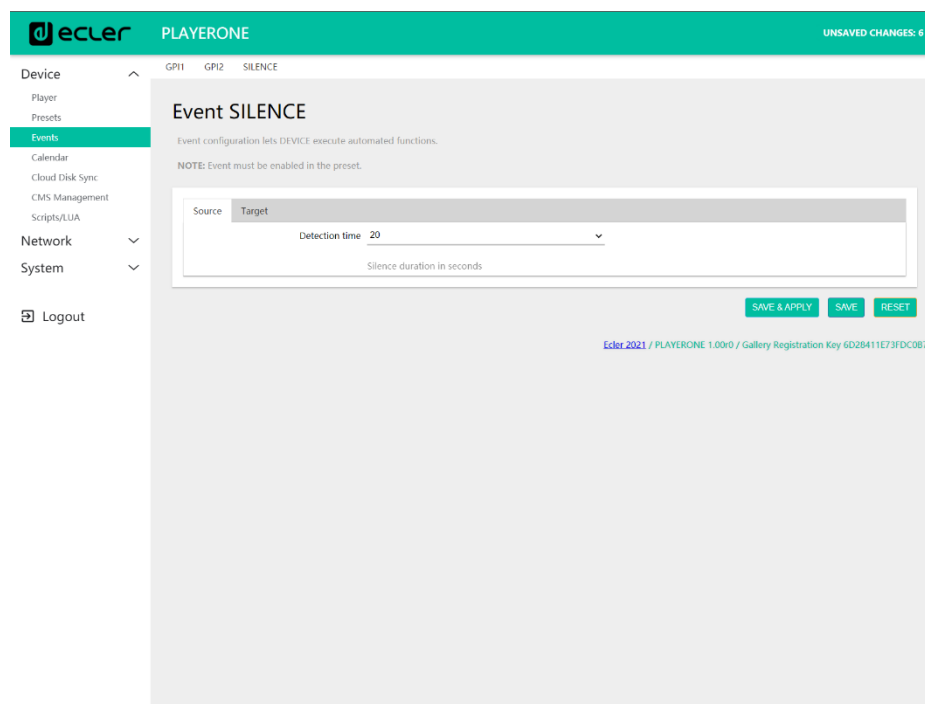 ecler PLAYERONE UNSAVED CHANGES: 6
Device
Player
Presets
Events
Calendar
Cloud Disk Sync
CMS Management
Scripts/LUA
Network
System
Logout
GPI1 GPI2 SILENCE
Event SILENCE
Event configuration lets DEVICE execute automated functions.
NOTE: Event must be enabled in the preset.
Source Target
Detection time 20
Silence duration in seconds
SAVE & APPLY SAVE RESET
Ecler 2021 / PLAYERONE 1.00r0 / Gallery Registration Key